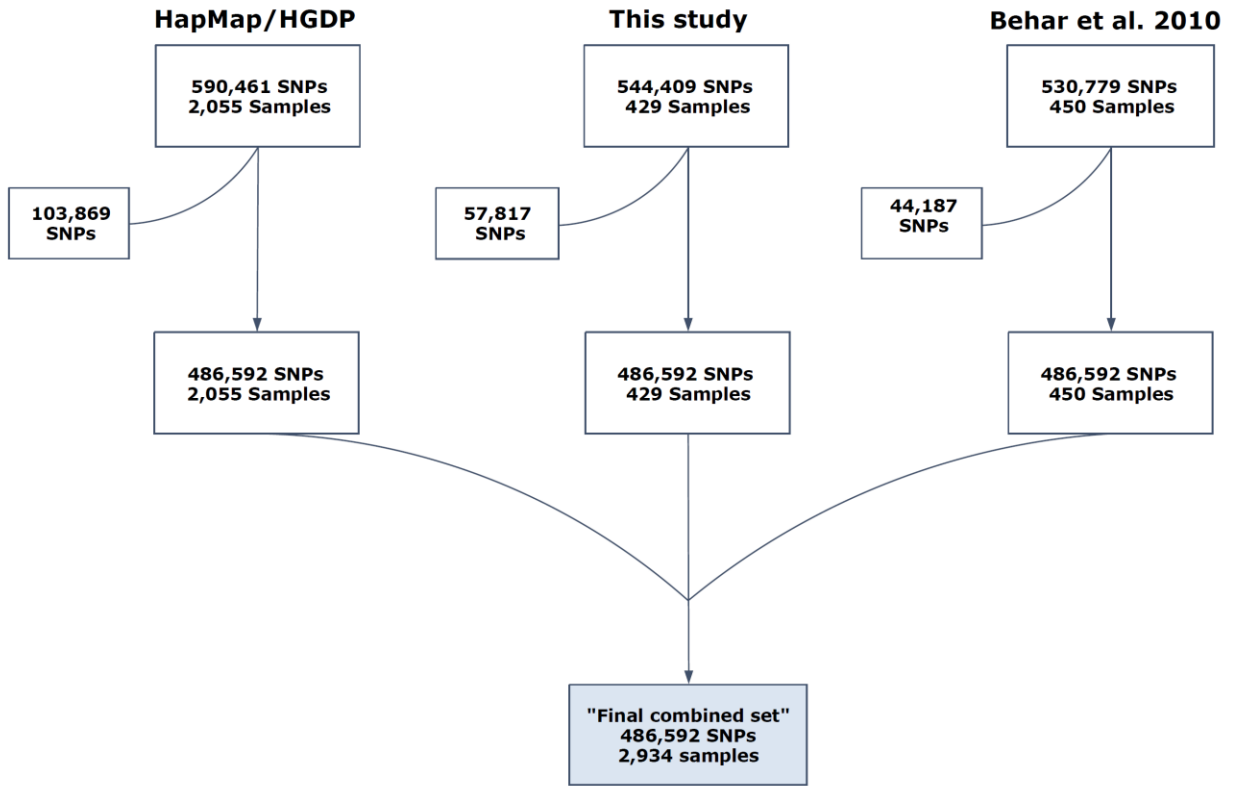 HapMap/HGDP
This study
Behar et al. 2010
590,461 SNPs
2,055 Samples
544,409 SNPs
429 Samples
530,779 SNPs
450 Samples
103,869
SNPs
57,817
SNPs
44,187
SNPs
486,592 SNPs
2,055 Samples
486,592 SNPs
429 Samples
486,592 SNPs
450 Samples
"Final combined set"
486,592 SNPs
2,934 samples